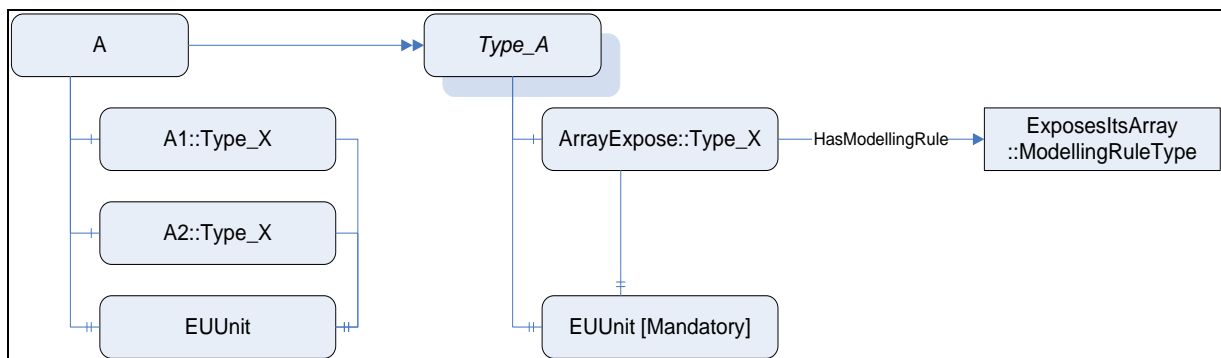 A
Type_A
A1::Type_X
ArrayExpose::Type_X
HasModellingRule
ExposesItsArray
::ModellingRuleType
A2::Type_X
EUUnit
EUUnit [Mandatory]